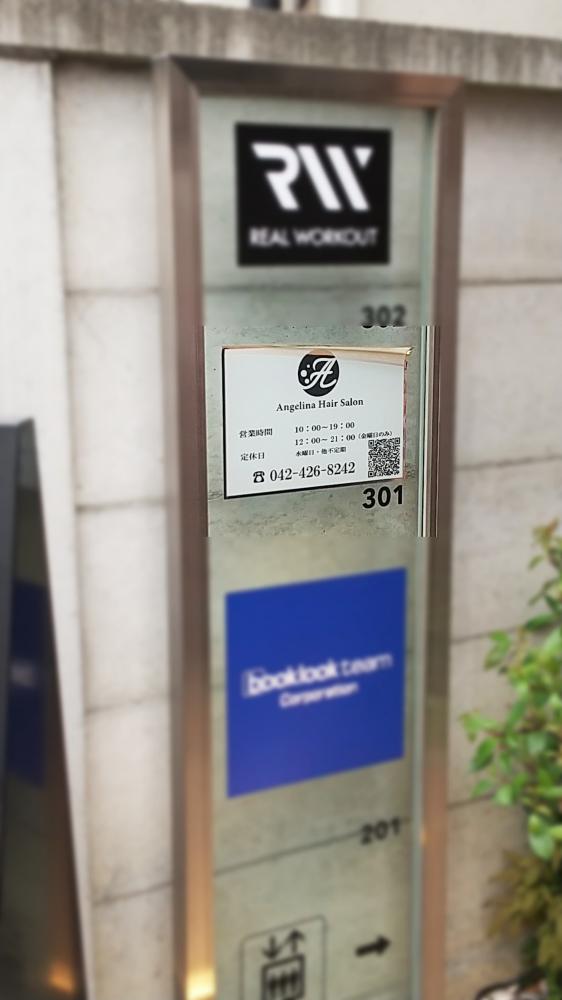 RW
REAL WORKOUT
302
A
Angelina Hair Salon
営業時間 10：00～19：00
12：00～21：00（金曜日のみ）
定休日 水曜日・他不定期
☎042-426-8242
301
booklook team
Corporation
201